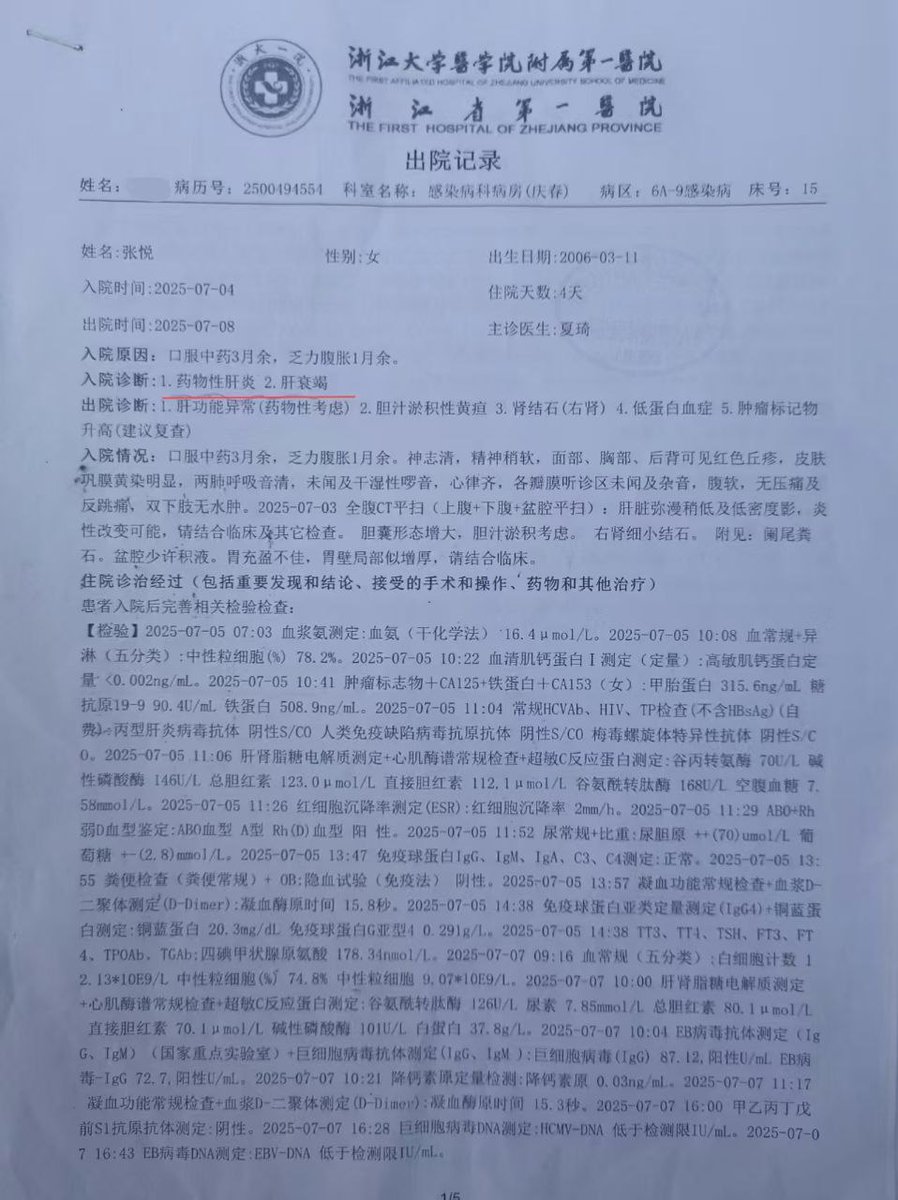 浙江大学醫学院附属第一醫院
THE FIRST AFFILIATED HOSPITAL OF ZHEJIANG UNIVERSITY SCHOOL OF MEDICINE
浙江省第一醫院
THE FIRST HOSPITAL OF ZHEJIANG PROVINCE
出院记录
姓名: 病历号: 2500494554 科室名称: 感染病科病房(庆春) 病区: 6A-9感染病 床号: 15
姓名:张悦 性别:女 出生日期:2006-03-11
入院时间:2025-07-04 住院天数:4天
出院时间:2025-07-08 主诊医生:夏琦
入院原因: 口服中药3月余，乏力腹胀1月余。
入院诊断:1.药物性肝炎 2.肝衰竭
出院诊断:1.肝功能异常(药物性考虑) 2.胆汁淤积性黄疸 3.肾结石(右肾) 4.低蛋白血症 5.肿瘤标记物
升高(建议复查)
入院情况: 口服中药3月余，乏力腹胀1月余。神志清，精神稍软，面部、胸部、后背可见红色丘疹，皮肤
巩膜黄染明显，两肺呼吸音清，未闻及干湿性啰音，心律齐，各瓣膜听诊区未闻及杂音，腹软，无压痛及
反跳痛，双下肢无水肿。2025-07-03 全腹CT平扫（上腹+下腹+盆腔平扫）: 肝脏弥漫稍低及低密度影，炎
性改变可能，请结合临床及其它检查。 胆囊形态增大，胆汁淤积考虑。 右肾细小结石。 附见: 阑尾粪
石。盆腔少许积液。胃充盈不佳，胃壁局部似增厚，请结合临床。
住院诊治经过（包括重要发现和结论、接受的手术和操作、药物和其他治疗）
患者入院后完善相关检验检查:
【检验】2025-07-05 07:03 血浆氨测定:血氨（干化学法） 16.4μmol/L。2025-07-05 10:08 血常规+异
淋（五分类）:中性粒细胞(%) 78.2%。2025-07-05 10:22 血清肌钙蛋白Ⅰ测定（定量）:高敏肌钙蛋白定
量 <0.002ng/mL。2025-07-05 10:41 肿瘤标志物＋CA125+铁蛋白＋CA153（女）:甲胎蛋白 315.6ng/mL 糖
抗原19-9 90.4U/mL 铁蛋白 508.9ng/mL。2025-07-05 11:04 常规HCVAb、HIV、TP检查(不含HBsAg)(自
费):丙型肝炎病毒抗体 阴性S/CO 人类免疫缺陷病毒抗原抗体 阴性S/CO 梅毒螺旋体特异性抗体 阴性S/C
O。2025-07-05 11:06 肝肾脂糖电解质测定+心肌酶谱常规检查+超敏C反应蛋白测定:谷丙转氨酶 70U/L 碱
性磷酸酶 146U/L 总胆红素 123.0μmol/L 直接胆红素 112.1μmol/L 谷氨酰转肽酶 168U/L 空腹血糖 7.
58mmol/L。2025-07-05 11:26 红细胞沉降率测定(ESR):红细胞沉降率 2mm/h。2025-07-05 11:29 ABO+Rh
弱D血型鉴定:ABO血型 A型 Rh(D)血型 阳 性。2025-07-05 11:52 尿常规+比重:尿胆原 ++(70)umol/L 葡
萄糖 +-(2.8)mmol/L。2025-07-05 13:47 免疫球蛋白IgG、IgM、IgA、C3、C4测定:正常。2025-07-05 13:
55 粪便检查（粪便常规）+ OB:隐血试验（免疫法） 阴性。2025-07-05 13:57 凝血功能常规检查+血浆D-
二聚体测定(D-Dimer):凝血酶原时间 15.8秒。2025-07-05 14:38 免疫球蛋白亚类定量测定(IgG4)+铜蓝蛋
白测定:铜蓝蛋白 20.3mg/dL 免疫球蛋白G亚型4 0.291g/L。2025-07-05 14:38 TT3、TT4、TSH、FT3、FT
4、TPOAb、TGAb:四碘甲状腺原氨酸 178.34nmol/L。2025-07-07 09:16 血常规（五分类）:白细胞计数 1
2.13*10E9/L 中性粒细胞(%) 74.8% 中性粒细胞 9.07*10E9/L。2025-07-07 10:00 肝肾脂糖电解质测定
+心肌酶谱常规检查+超敏C反应蛋白测定:谷氨酰转肽酶 126U/L 尿素 7.85mmol/L 总胆红素 80.1μmol/L
直接胆红素 70.1μmol/L 碱性磷酸酶 101U/L 白蛋白 37.8g/L。2025-07-07 10:04 EB病毒抗体测定（Ig
G、IgM）（国家重点实验室）+巨细胞病毒抗体测定(IgG、IgM ):巨细胞病毒(IgG) 87.12,阳性U/mL EB病
毒-IgG 72.7,阳性U/mL。2025-07-07 10:21 降钙素原定量检测:降钙素原 0.03ng/mL。2025-07-07 11:17
凝血功能常规检查+血浆D-二聚体测定(D-Dimer):凝血酶原时间 15.3秒。2025-07-07 16:00 甲乙丙丁戊
前S1抗原抗体测定:阴性。2025-07-07 16:28 巨细胞病毒DNA测定:HCMV-DNA 低于检测限IU/mL。2025-07-0
7 16:43 EB病毒DNA测定:EBV-DNA 低于检测限IU/mL。
1/5